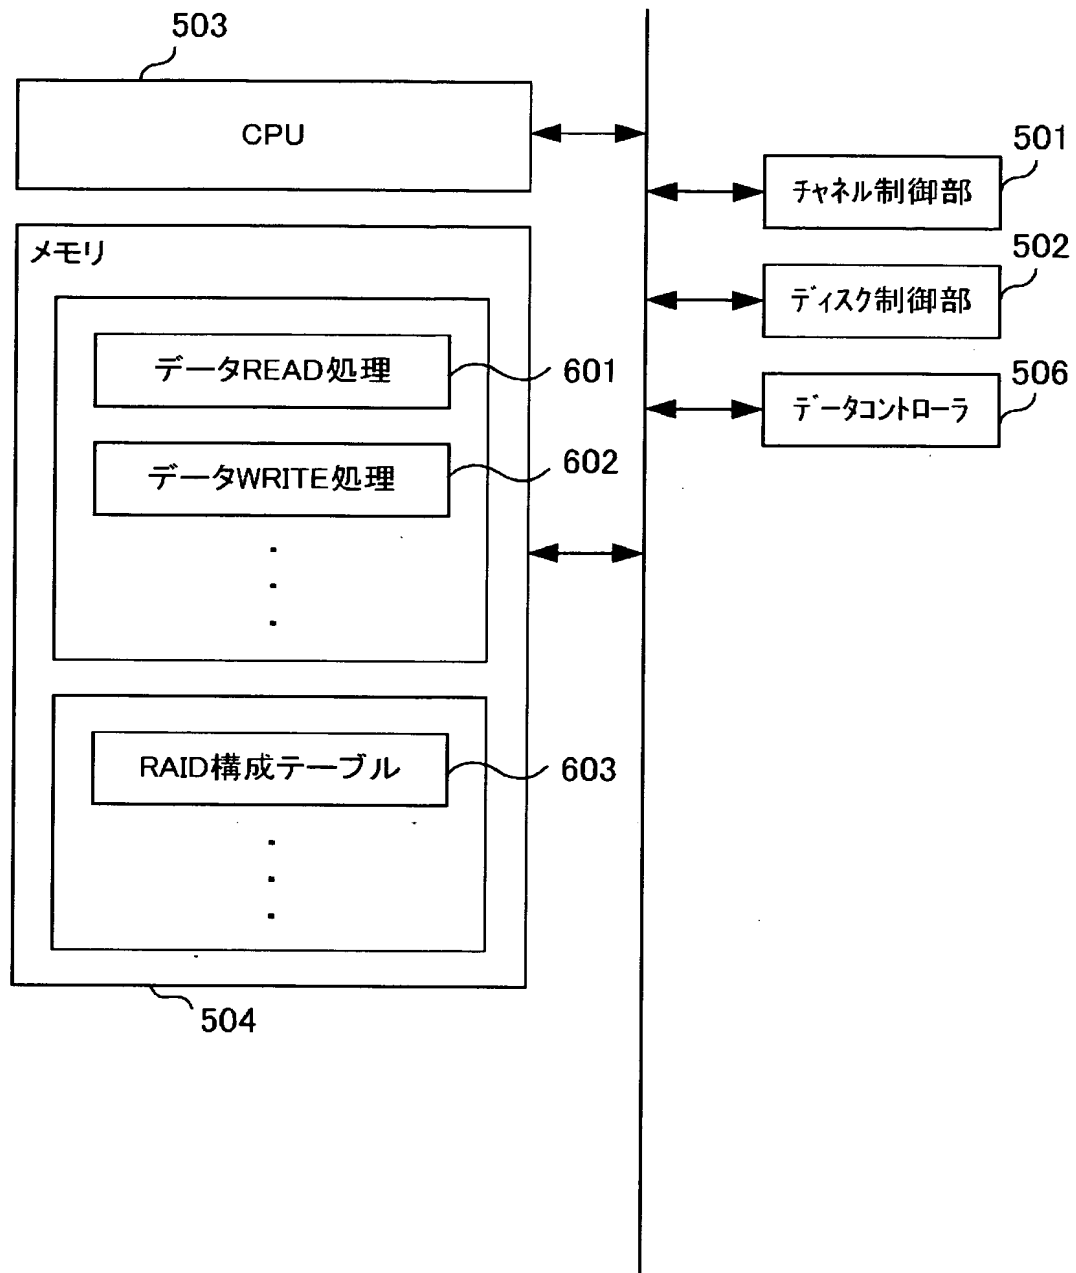 503
CPU
501
チャネル制御部
メモリ
502
ディスク制御部
データREAD処理
601
506
データコントローラ
データWRITE処理
602
RAID構成テーブル
603
504